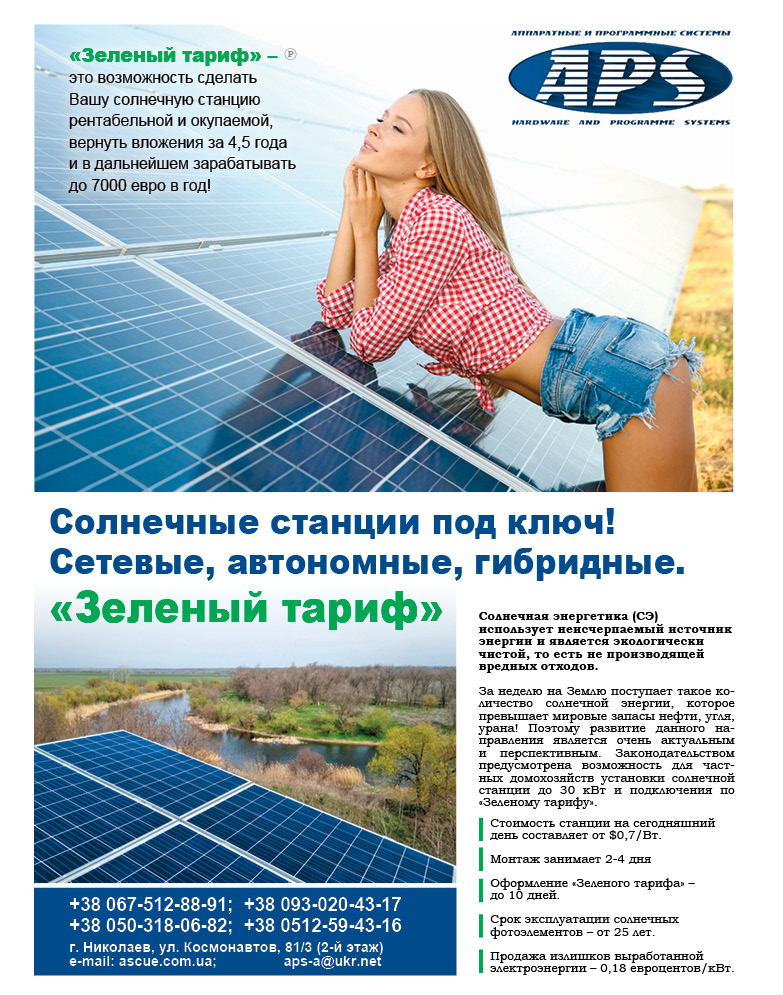 «Зеленый тариф» – Ⓟ
это возможность сделать
Вашу солнечную станцию
рентабельной и окупаемой,
вернуть вложения за 4,5 года
и в дальнейшем зарабатывать
до 7000 евро в год!
АППАРАТНЫЕ И ПРОГРАММНЫЕ СИСТЕМЫ
APS
HARDWARE AND PROGRAMME SYSTEMS
Солнечные станции под ключ!
Сетевые, автономные, гибридные.
«Зеленый тариф»
Солнечная энергетика (СЭ)
использует неисчерпаемый источник
энергии и является экологически
чистой, то есть не производящей
вредных отходов.
За неделю на Землю поступает такое ко-
личество солнечной энергии, которое
превышает мировые запасы нефти, угля,
урана! Поэтому развитие данного на-
правления является очень актуальным
и перспективным. Законодательством
предусмотрена возможность для част-
ных домохозяйств установки солнечной
станции до 30 кВт и подключения по
«Зеленому тарифу».
Стоимость станции на сегодняшний
день составляет от $0,7/Вт.
Монтаж занимает 2-4 дня
Оформление «Зеленого тарифа» –
до 10 дней.
Срок эксплуатации солнечных
фотоэлементов – от 25 лет.
Продажа излишков выработанной
электроэнергии – 0,18 евроцентов/кВт.
+38 067-512-88-91; +38 093-020-43-17
+38 050-318-06-82; +38 0512-59-43-16
г. Николаев, ул. Космонавтов, 81/3 (2-й этаж)
e-mail: ascue.com.ua; aps-a@ukr.net